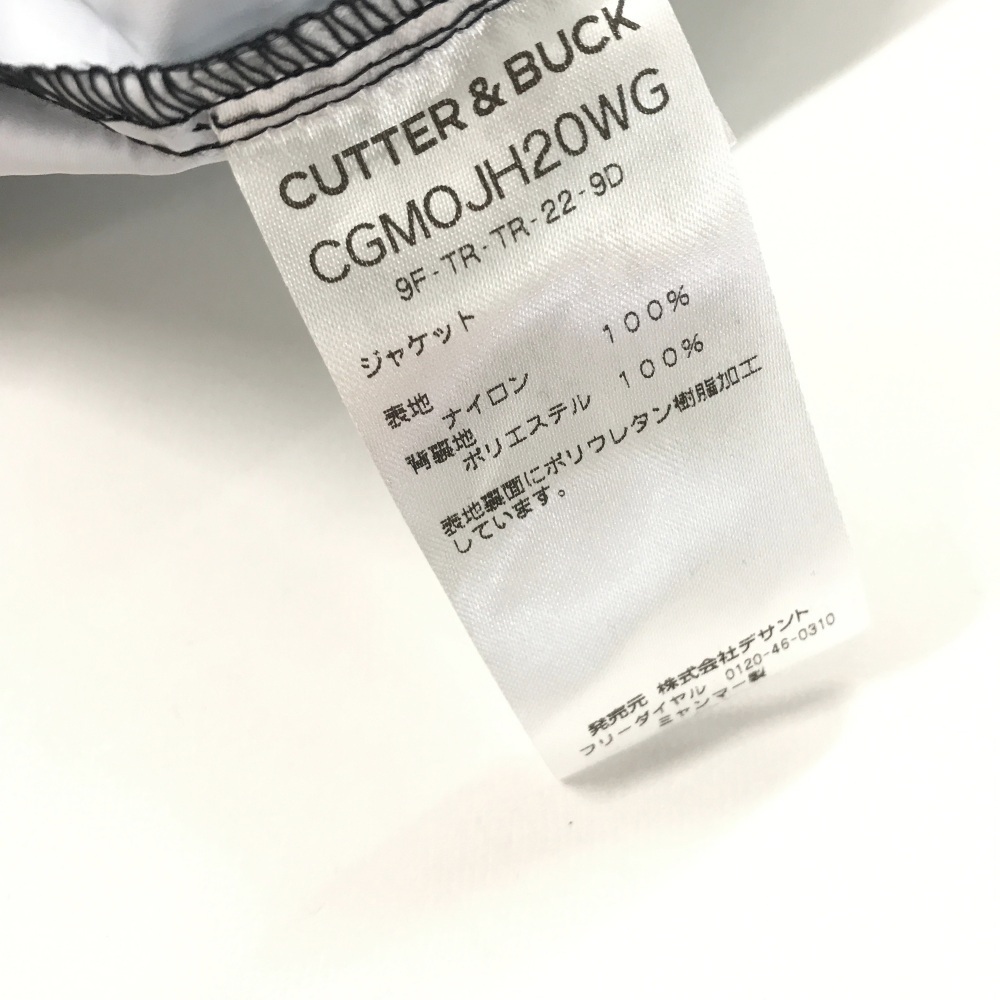 CUTTER & BUCK
CGMOJH20WG
9F-TR-TR-22-9D
ジャケット
表地 ナイロン 100%
背裏地 ポリエステル 100%
表地裏面にポリウレタン樹脂加工
しています。
発売元 株式会社デサント
フリーダイヤル 0120-46-0310
ミャンマー製